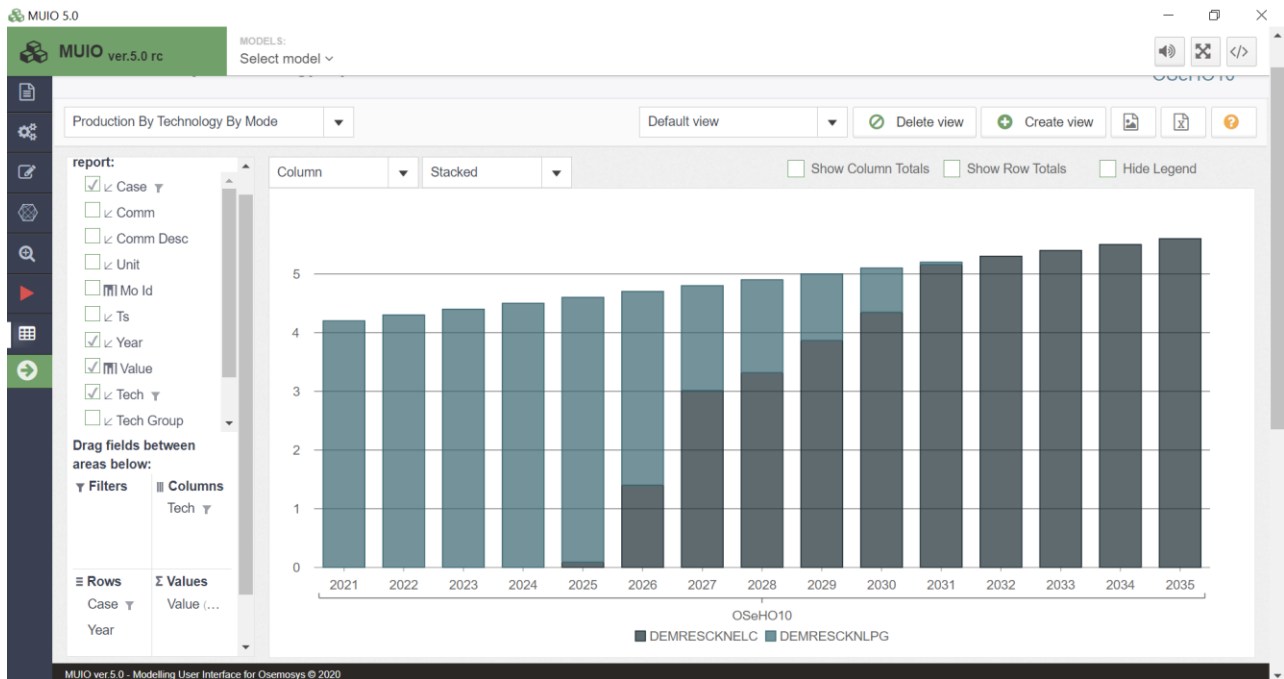 MUIO 5.0
MUIO ver.5.0 rc
MODELS:
Select model
OSeHO10
Production By Technology By Mode
Default view
Delete view
Create view
report:
Case
Comm
Comm Desc
Unit
Mo Id
Ts
Year
Value
Tech
Tech Group
Drag fields between
areas below:
Filters
Columns
Tech
Rows
Values
Case
Value (...
Year
Column
Stacked
Show Column Totals
Show Row Totals
Hide Legend
5
4
3
2
1
0
2021 2022 2023 2024 2025 2026 2027 2028 2029 2030 2031 2032 2033 2034 2035
OSeHO10
DEMRESCKNELC DEMRESCKNLPG
MUIO ver.5.0 - Modelling User Interface for Osemosys © 2020